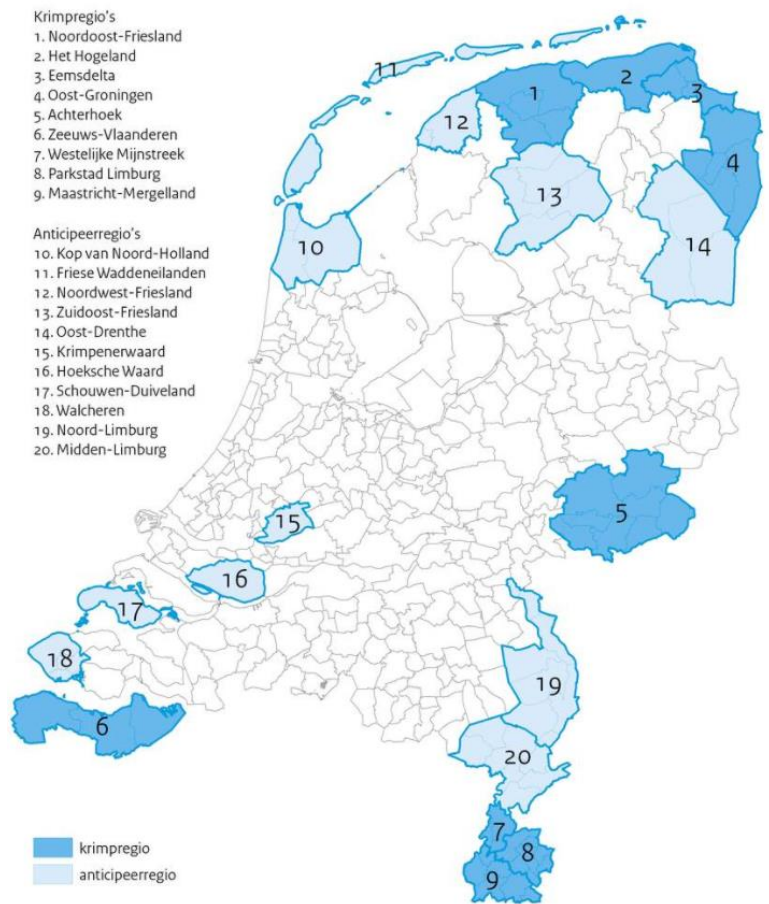 Krimpregio's
1. Noordoost-Friesland
2. Het Hogeland
3. Eemsdelta
4. Oost-Groningen
5. Achterhoek
6. Zeeuws-Vlaanderen
7. Westelijke Mijnstreek
8. Parkstad Limburg
9. Maastricht-Mergelland
Anticipeerregio's
10. Kop van Noord-Holland
11. Friese Waddeneilanden
12. Noordwest-Friesland
13. Zuidoost-Friesland
14. Oost-Drenthe
15. Krimpenerwaard
16. Hoeksche Waard
17. Schouwen-Duiveland
18. Walcheren
19. Noord-Limburg
20. Midden-Limburg
11
1
2
3
12
4
13
10
14
5
15
16
17
18
19
6
20
7
8
9
krimpregio
anticipeerregio